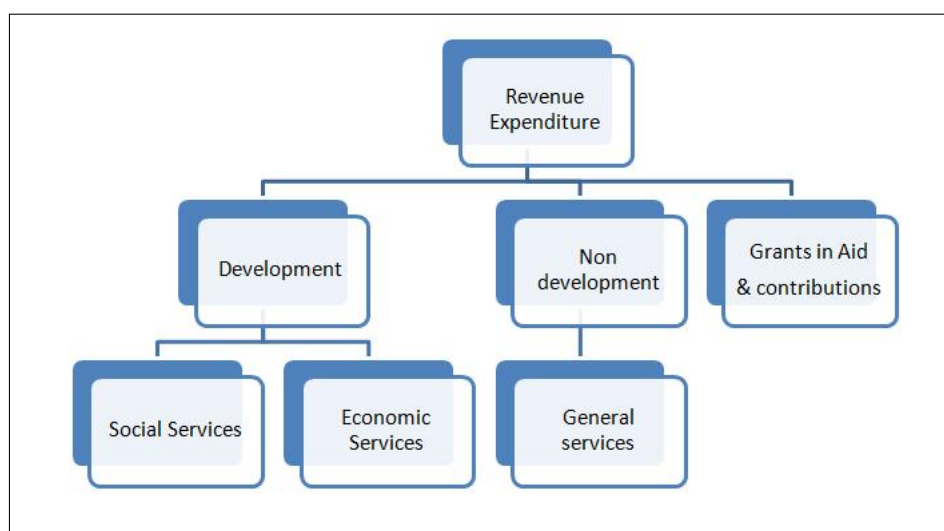 Revenue
Expenditure
Development
Non
development
Grants in Aid
& contributions
Social Services
Economic
Services
General
services